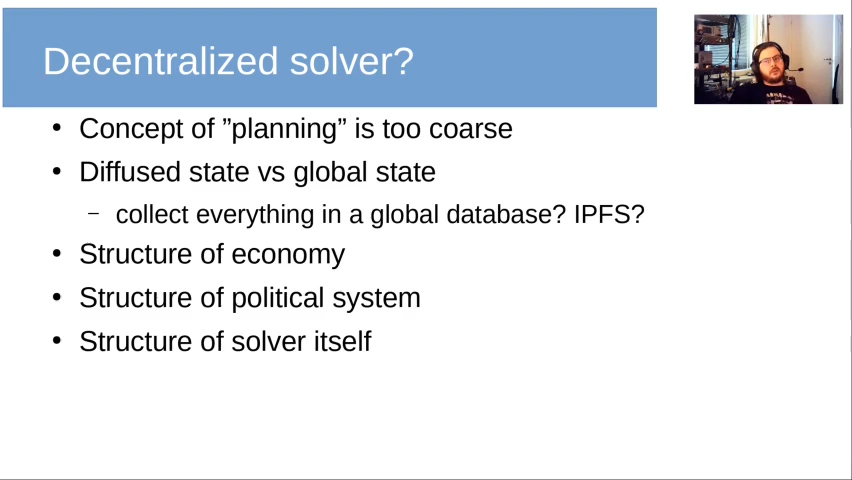 Decentralized solver?
• Concept of ”planning” is too coarse
• Diffused state vs global state
– collect everything in a global database? IPFS?
• Structure of economy
• Structure of political system
• Structure of solver itself